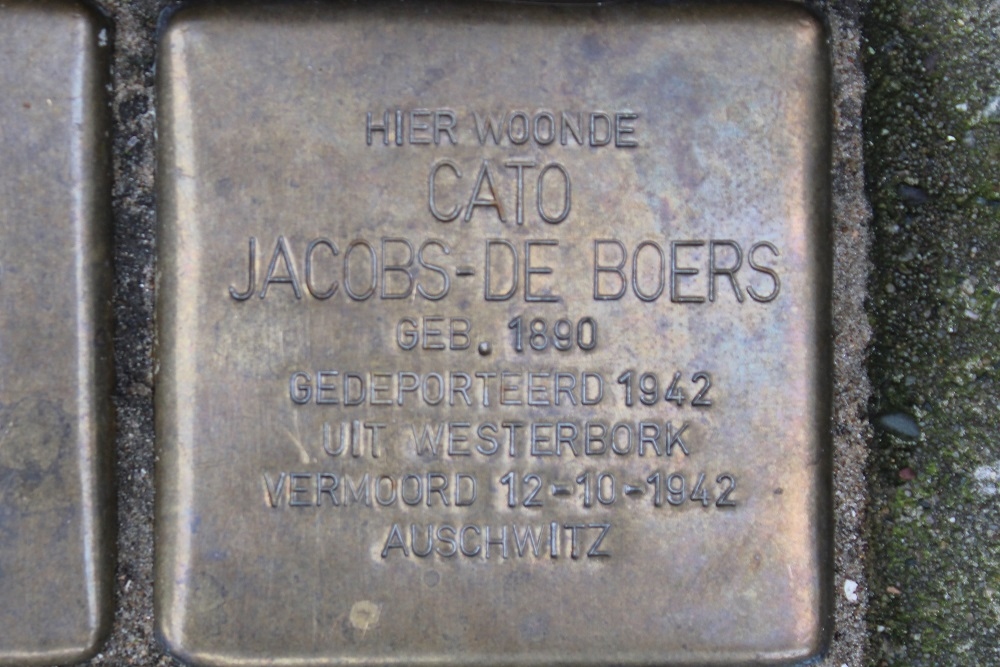 HIER WOONDE
CATO
JACOBS-DE BOERS
GEB. 1890
GEDEPORTEERD 1942
UIT WESTERBORK
VERMOORD 12-10-1942
AUSCHWITZ